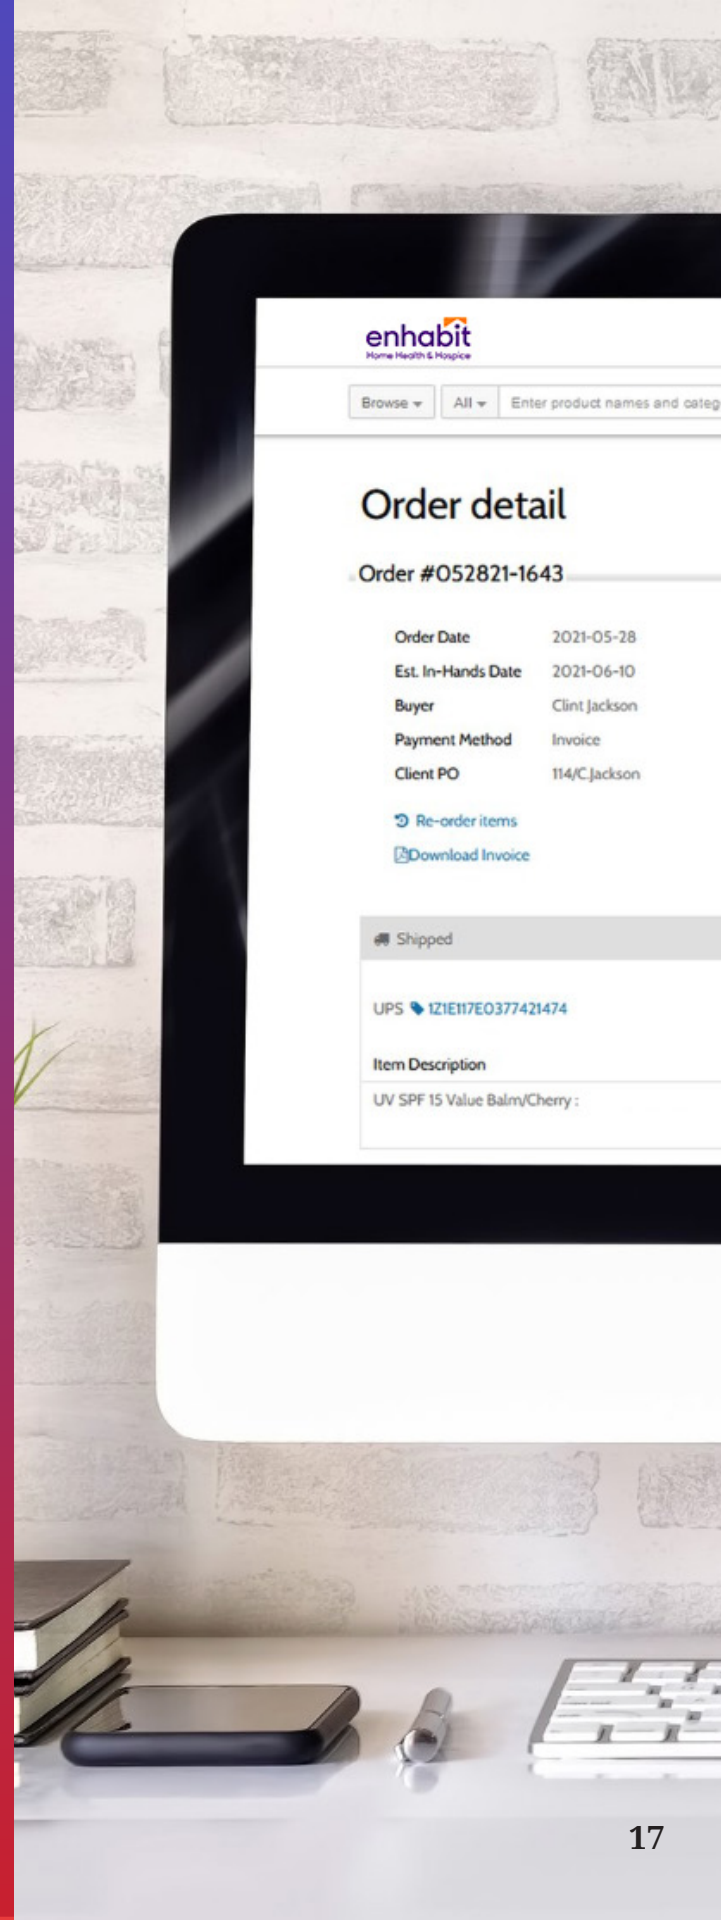 enhabit
Home Health & Hospice
Browse All Enter product names and categ
Order detail
Order #052821-1643
Order Date 2021-05-28
Est. In-Hands Date 2021-06-10
Buyer Clint Jackson
Payment Method Invoice
Client PO 114/C.Jackson
Re-order items
Download Invoice
Shipped
UPS 1Z1E117E0377421474
Item Description
UV SPF 15 Value Balm/Cherry :
17